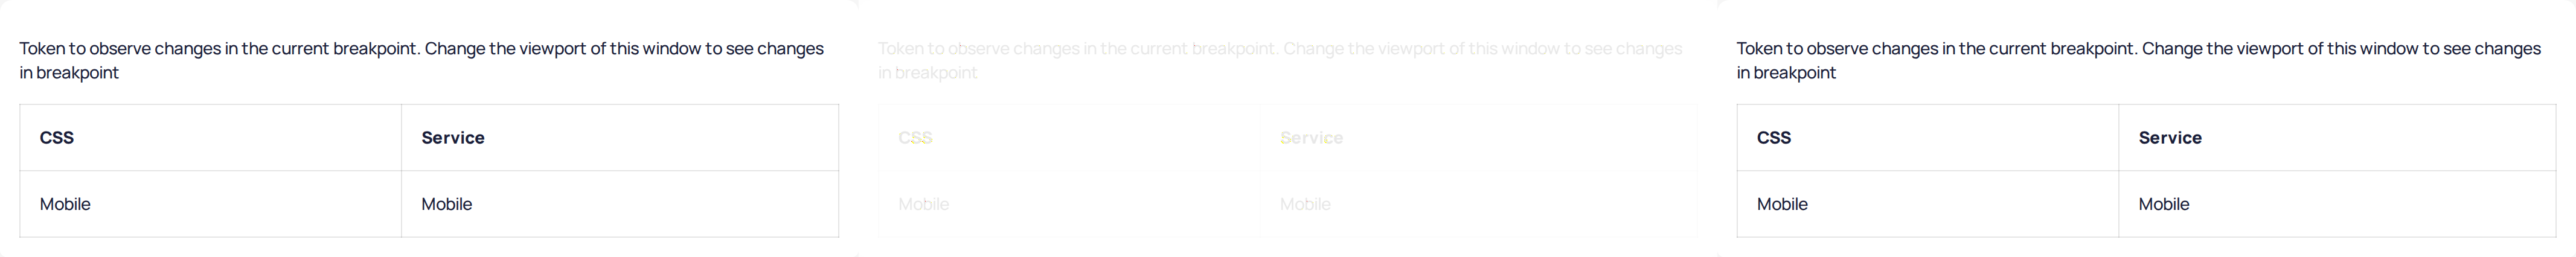 Token to observe changes in the current breakpoint. Change the viewport of this window to see changes
in breakpoint
CSS Service
Mobile Mobile
Token to observe changes in the current breakpoint. Change the viewport of this window to see changes
in breakpoint
CSS Service
Mobile Mobile
Token to observe changes in the current breakpoint. Change the viewport of this window to see changes
in breakpoint
CSS Service
Mobile Mobile